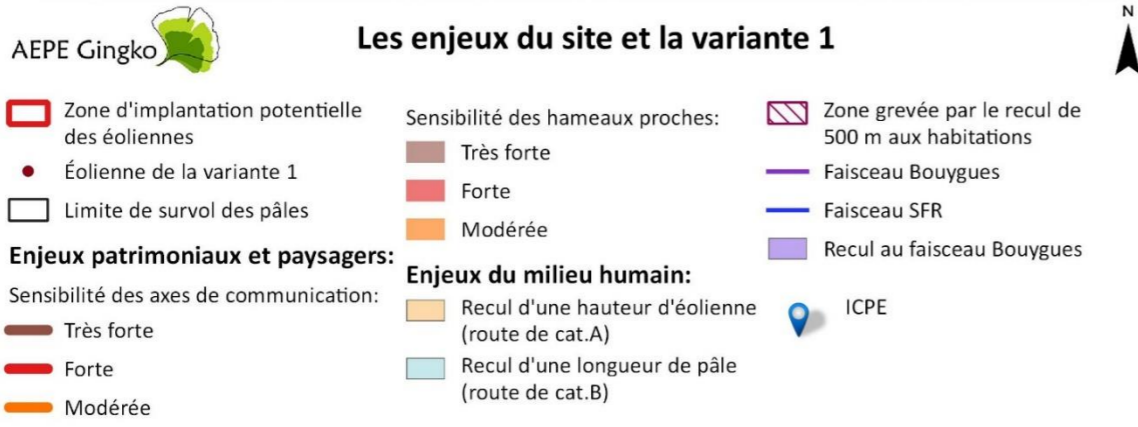 AEPE Gingko
Les enjeux du site et la variante 1
N
Zone d'implantation potentielle
des éoliennes
Éolienne de la variante 1
Limite de survol des pâles
Enjeux patrimoniaux et paysagers:
Sensibilité des axes de communication:
Très forte
Forte
Modérée
Sensibilité des hameaux proches:
Très forte
Forte
Modérée
Enjeux du milieu humain:
Recul d'une hauteur d'éolienne
(route de cat.A)
Recul d'une longueur de pâle
(route de cat.B)
Zone grevée par le recul de
500 m aux habitations
Faisceau Bouygues
Faisceau SFR
Recul au faisceau Bouygues
ICPE